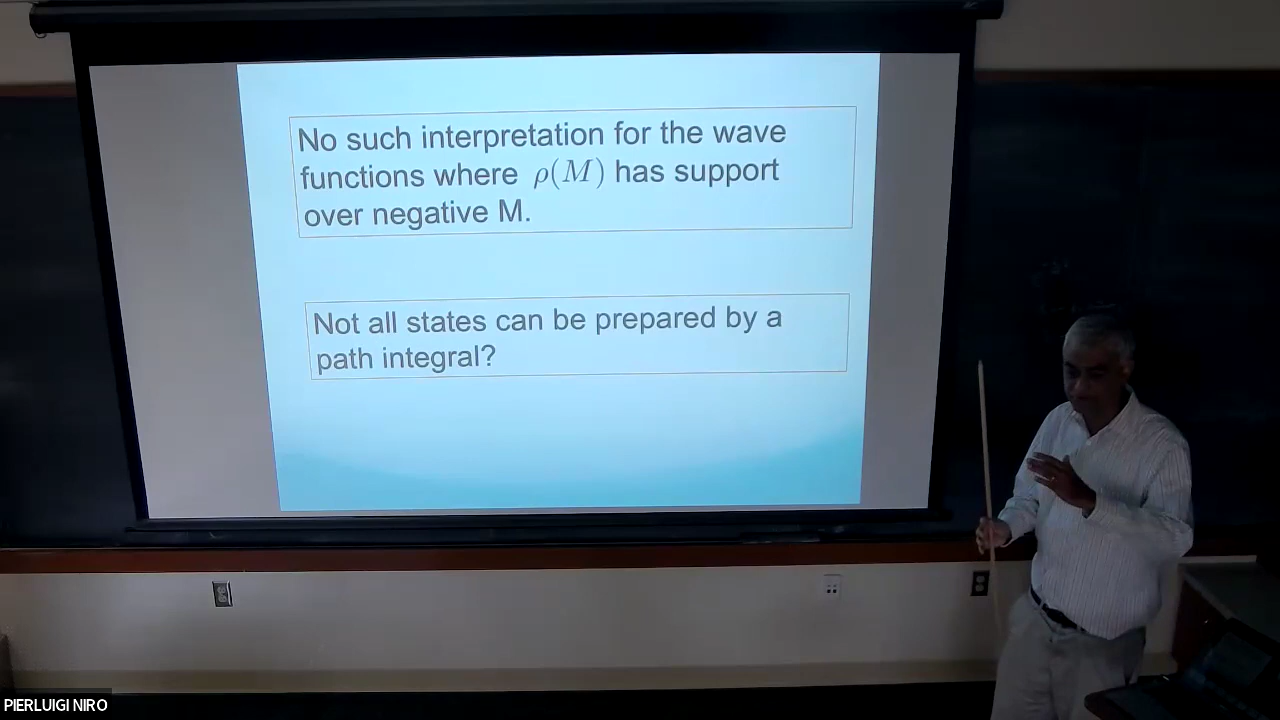 No such interpretation for the wave
functions where ρ(M) has support
over negative M.
Not all states can be prepared by a
path integral?
PIERLUIGI NIRO